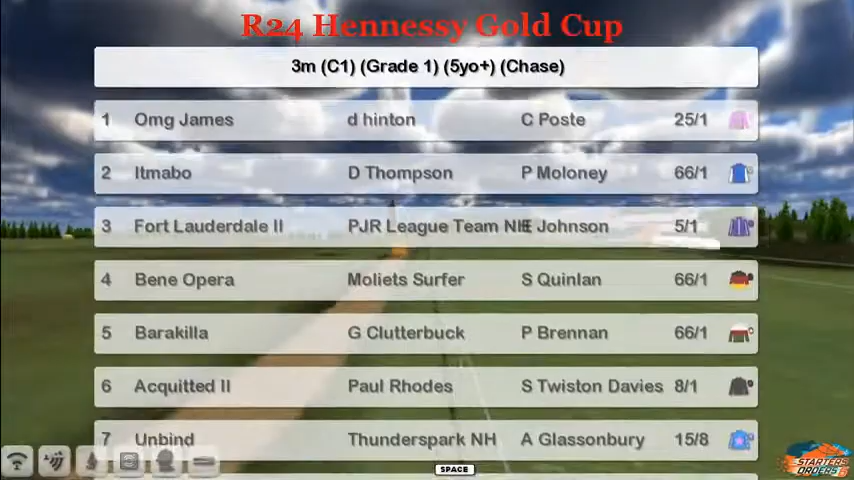 R24 Hennessy Gold Cup
3m (C1) (Grade 1) (5yo+) (Chase)
1 Omg James d hinton C Poste 25/1
2 Itmabo D Thompson P Moloney 66/1
3 Fort Lauderdale II PJR League Team NH E Johnson 5/1
4 Bene Opera Moliets Surfer S Quinlan 66/1
5 Barakilla G Clutterbuck P Brennan 66/1
6 Acquitted II Paul Rhodes S Twiston Davies 8/1
7 Unbind Thunderspark NH A Glassonbury 15/8
SPACE
STARTERS
ORDERS 6